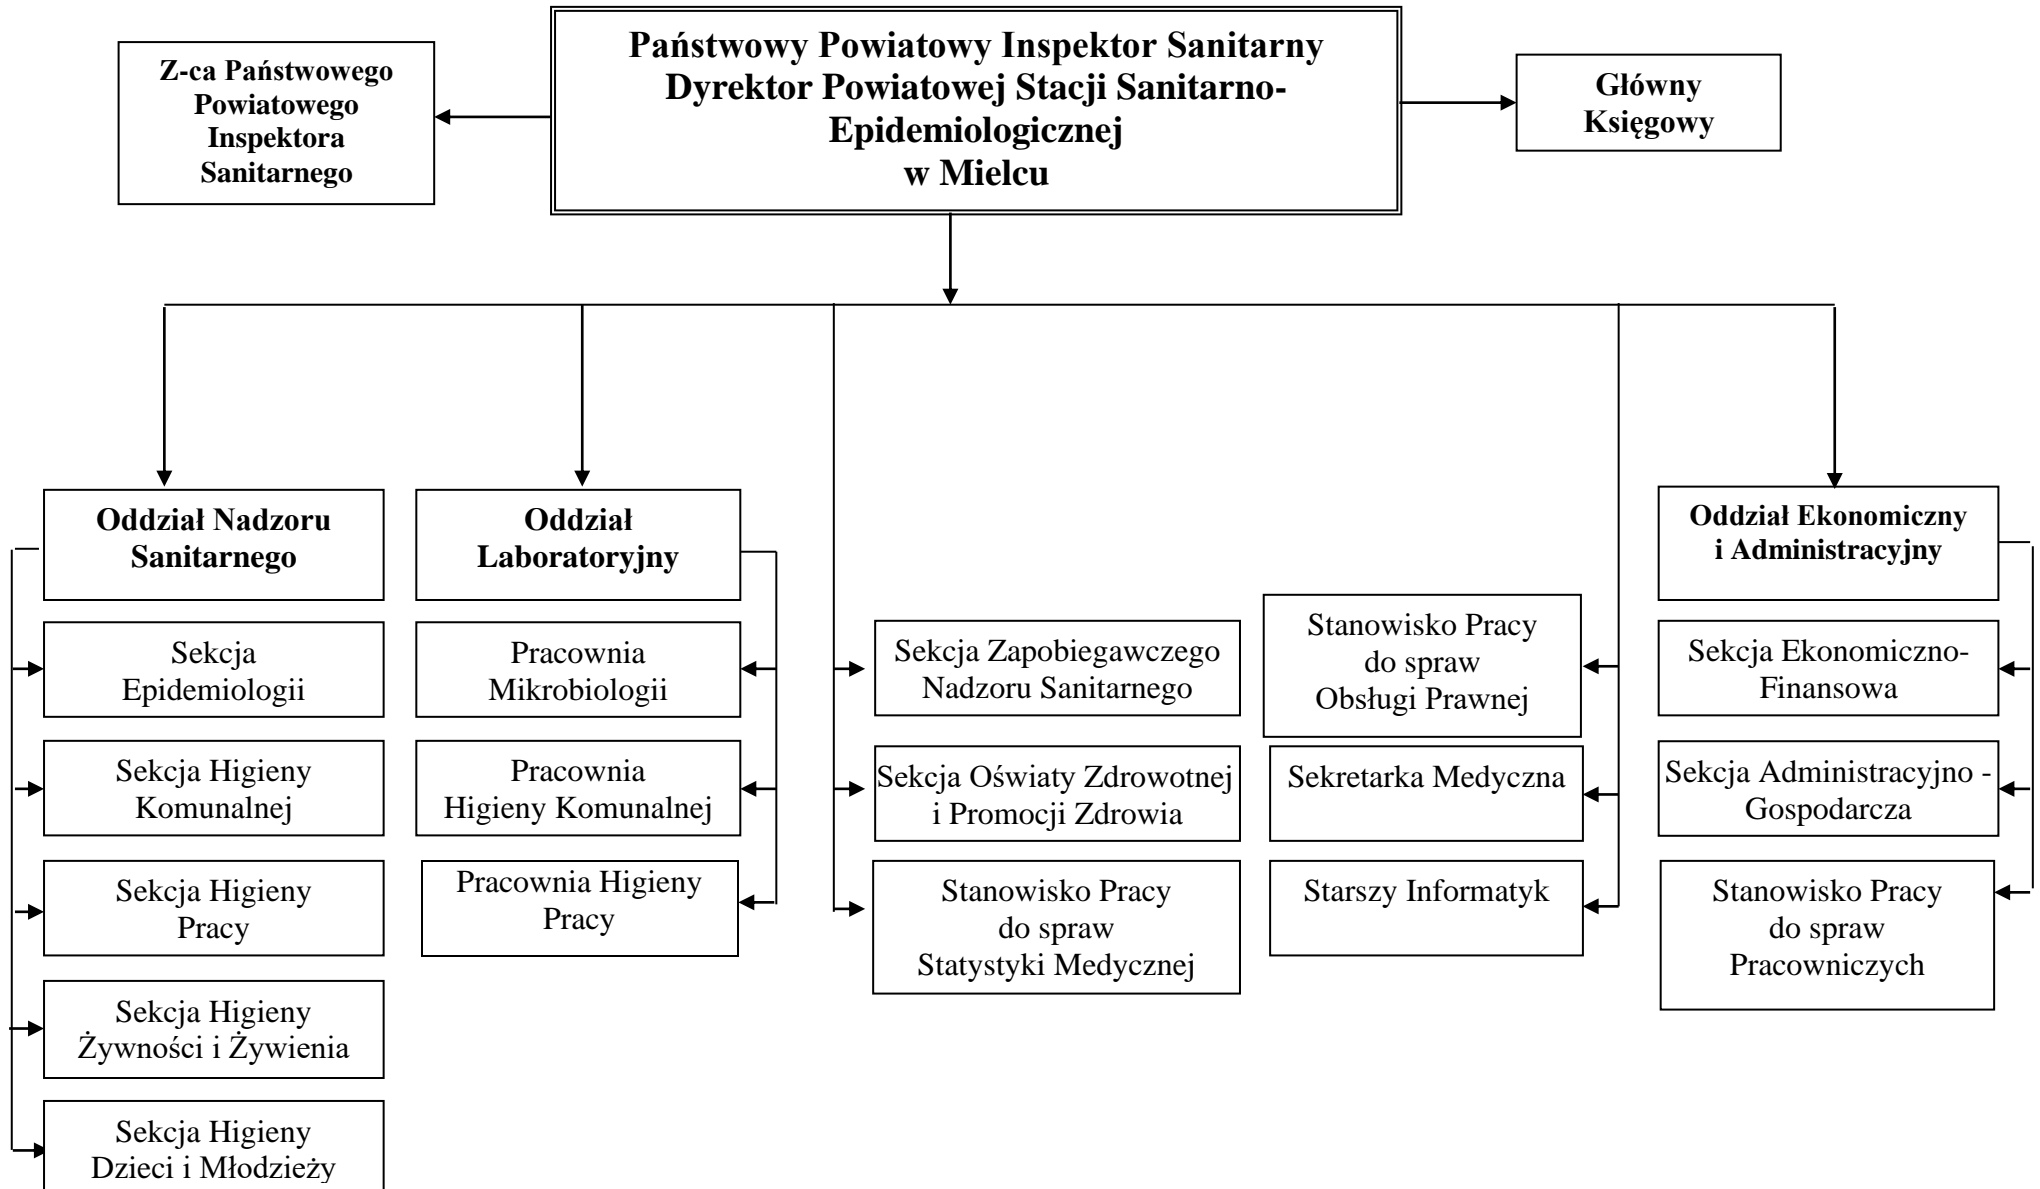 Z-ca Państwowego
Powiatowego
Inspektora
Sanitarnego
Państwowy Powiatowy Inspektor Sanitarny
Dyrektor Powiatowej Stacji Sanitarno-
Epidemiologicznej
w Mielcu
Główny
Księgowy
Oddział Nadzoru
Sanitarnego
Sekcja
Epidemiologii
Sekcja Higieny
Komunalnej
Sekcja Higieny
Pracy
Sekcja Higieny
Żywności i Żywienia
Sekcja Higieny
Dzieci i Młodzieży
Oddział
Laboratoryjny
Pracownia
Mikrobiologii
Pracownia
Higieny Komunalnej
Pracownia Higieny
Pracy
Sekcja Zapobiegawczego
Nadzoru Sanitarnego
Sekcja Oświaty Zdrowotnej
i Promocji Zdrowia
Stanowisko Pracy
do spraw
Statystyki Medycznej
Stanowisko Pracy
do spraw
Obsługi Prawnej
Sekretarka Medyczna
Starszy Informatyk
Oddział Ekonomiczny
i Administracyjny
Sekcja Ekonomiczno-
Finansowa
Sekcja Administracyjno -
Gospodarcza
Stanowisko Pracy
do spraw
Pracowniczych